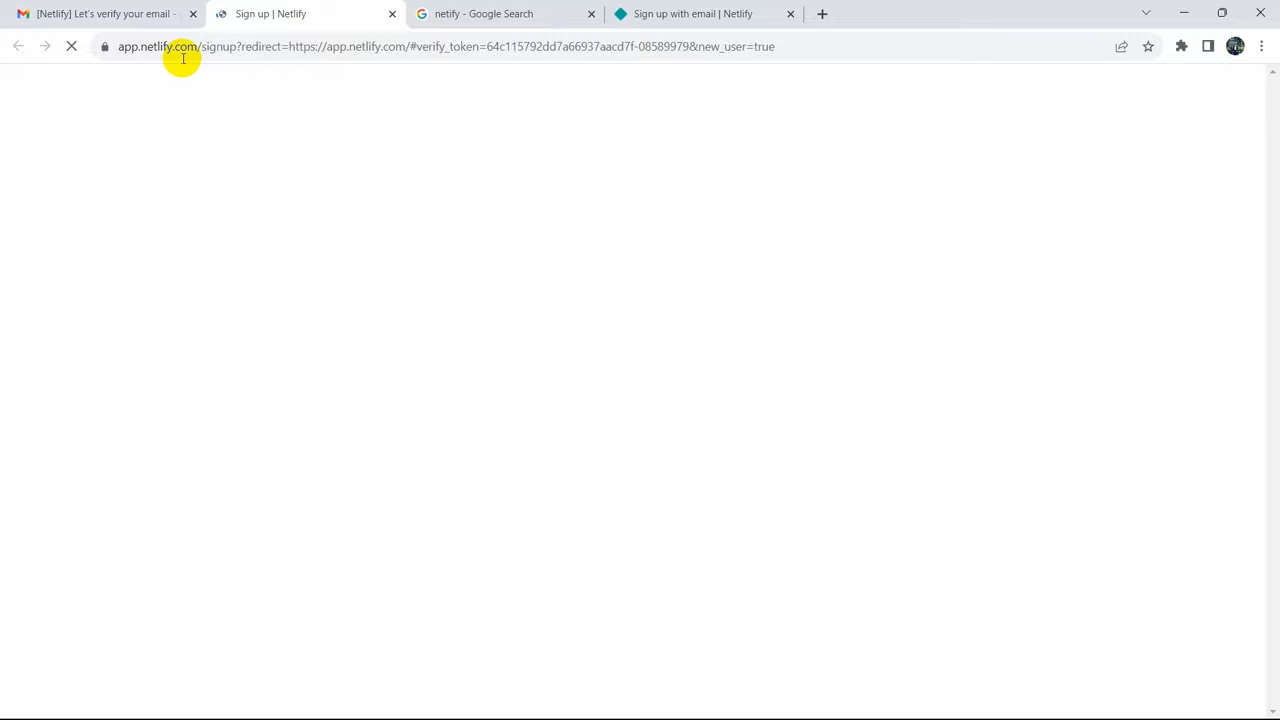 [Netlify] Let's verify your email -
Sign up | Netlify
netlify - Google Search
Sign up with email | Netlify
app.netlify.com/signup?redirect=https://app.netlify.com/#verify_token=64c115792dd7a66937aacd7f-08589979&new_user=true